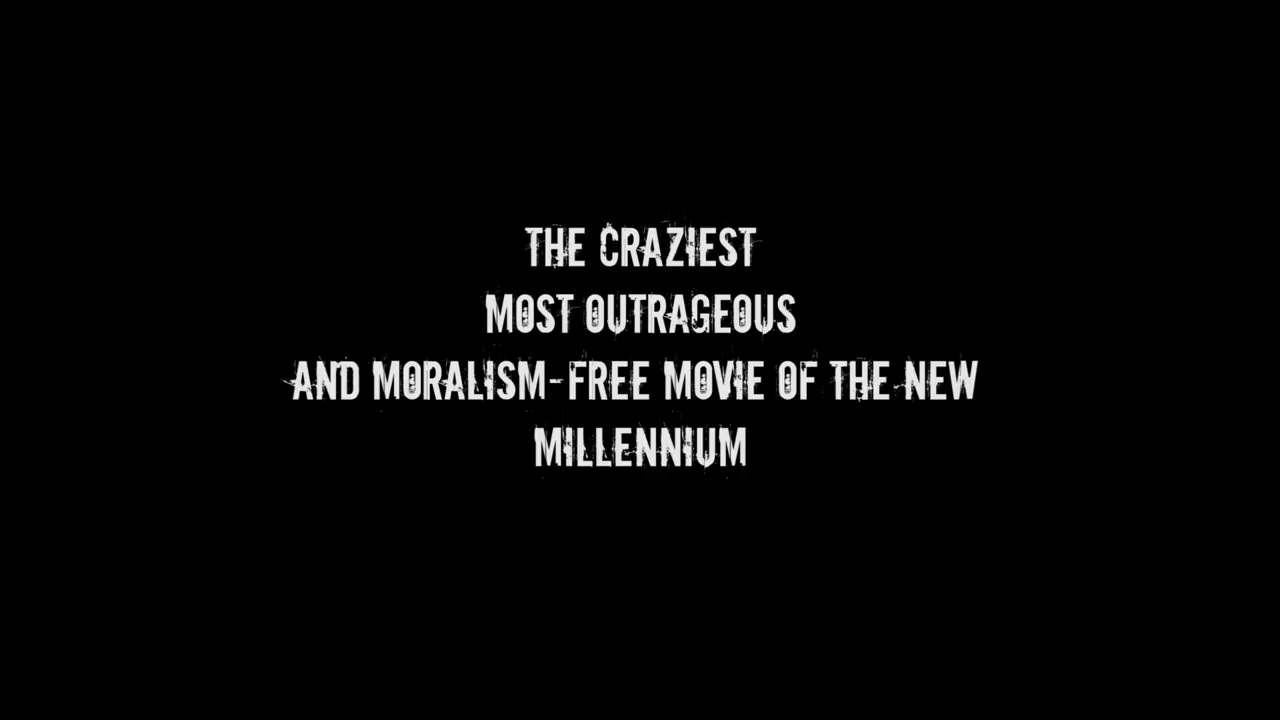 THE CRAZIEST
MOST OUTRAGEOUS
AND MORALISM-FREE MOVIE OF THE NEW
MILLENNIUM